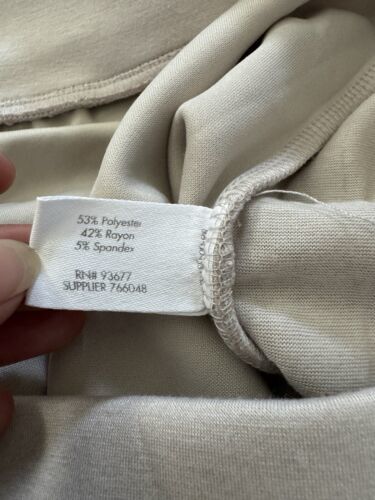 53% Polyester
42% Rayon
5% Spandex
RN# 93677
SUPPLIER 766048